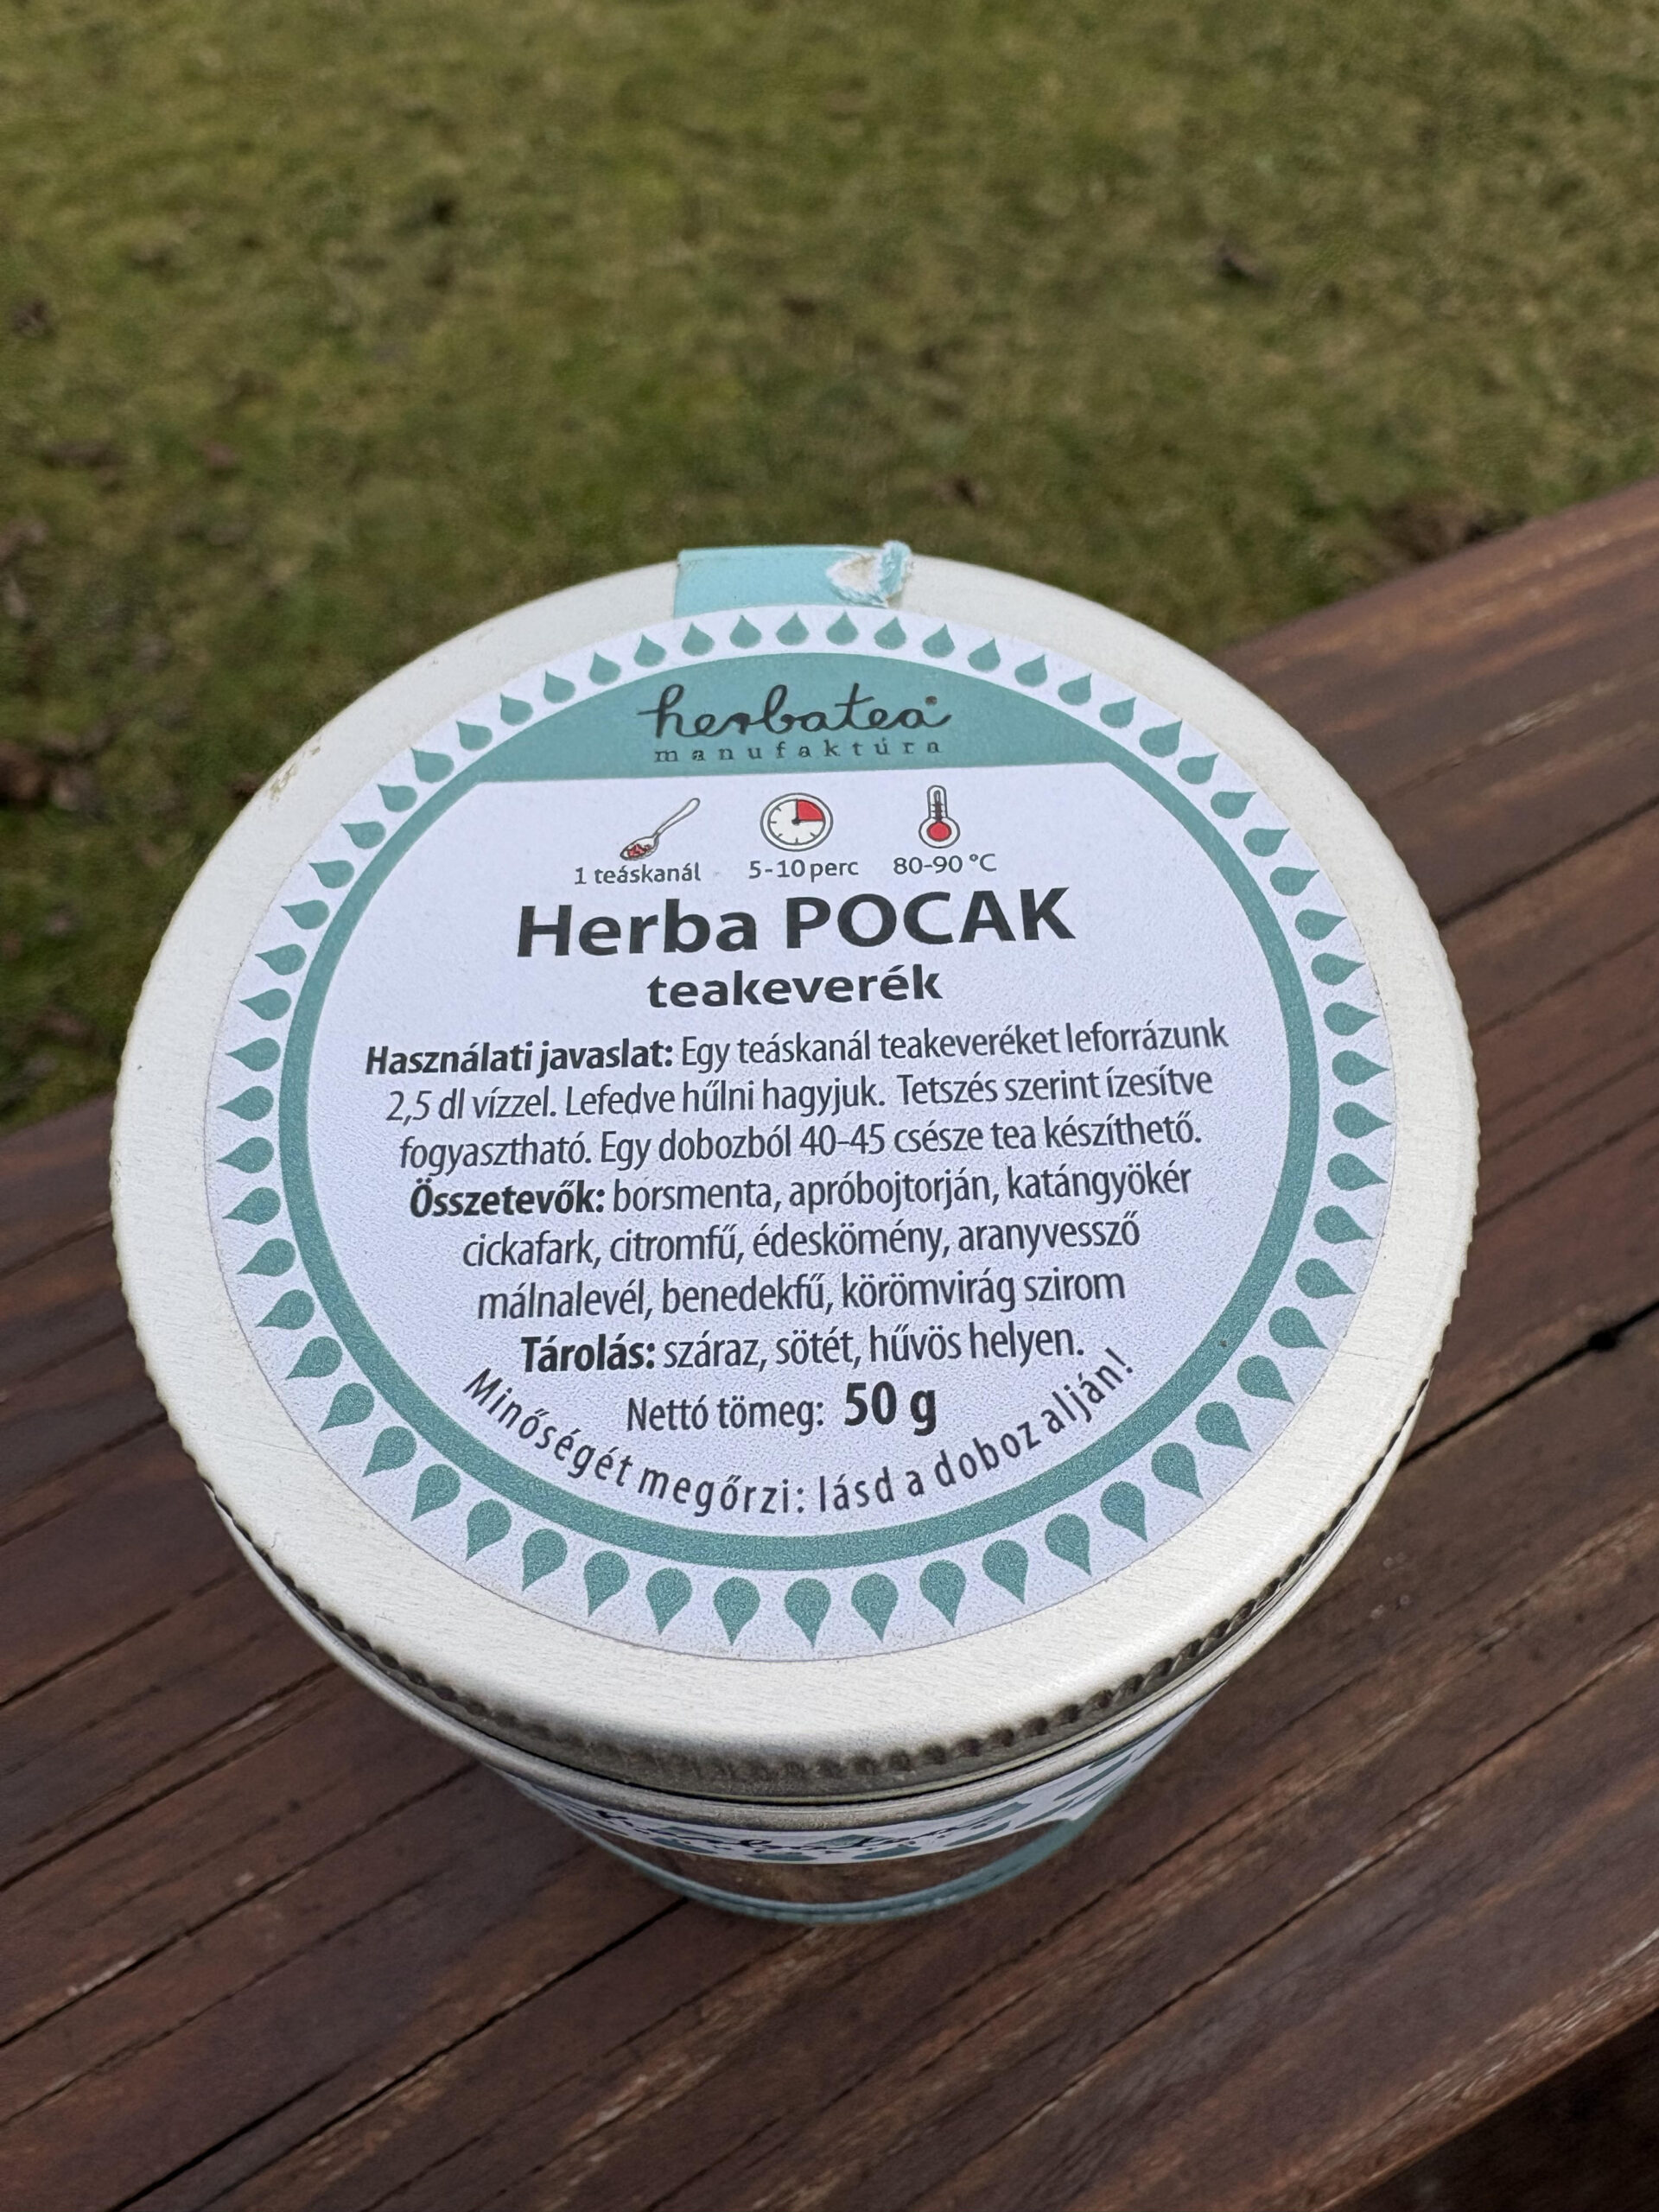 herbatea
manufaktúra
1 teáskanál
5-10 perc
80-90 °C
Herba POCAK
teakeverék
Használati javaslat: Egy teáskanál teakeveréket leforrázunk
2,5 dl vízzel. Lefedve hűlni hagyjuk. Tetszés szerint ízesítve
fogyasztható. Egy dobozból 40-45 csésze tea készíthető.
Összetevők: borsmenta, apróbojtorján, katángyökér
cickafark, citromfű, édeskömény, aranyvessző
málnalevél, benedekfű, körömvirág szirom
Tárolás: száraz, sötét, hűvös helyen.
Nettó tömeg: 50 g
Minőségét megőrzi: lásd a doboz alján!